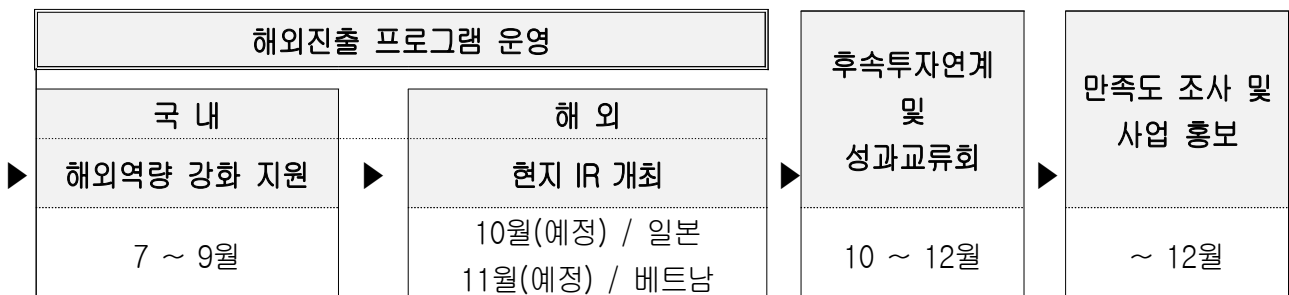 해외진출 프로그램 운영
국 내
▶ 해외역량 강화 지원
7 ～ 9월
▶
해 외
현지 IR 개최
10월(예정) / 일본
11월(예정) / 베트남
▶
후속투자연계
및
성과교류회
10 ～ 12월
▶
만족도 조사 및
사업 홍보
～ 12월